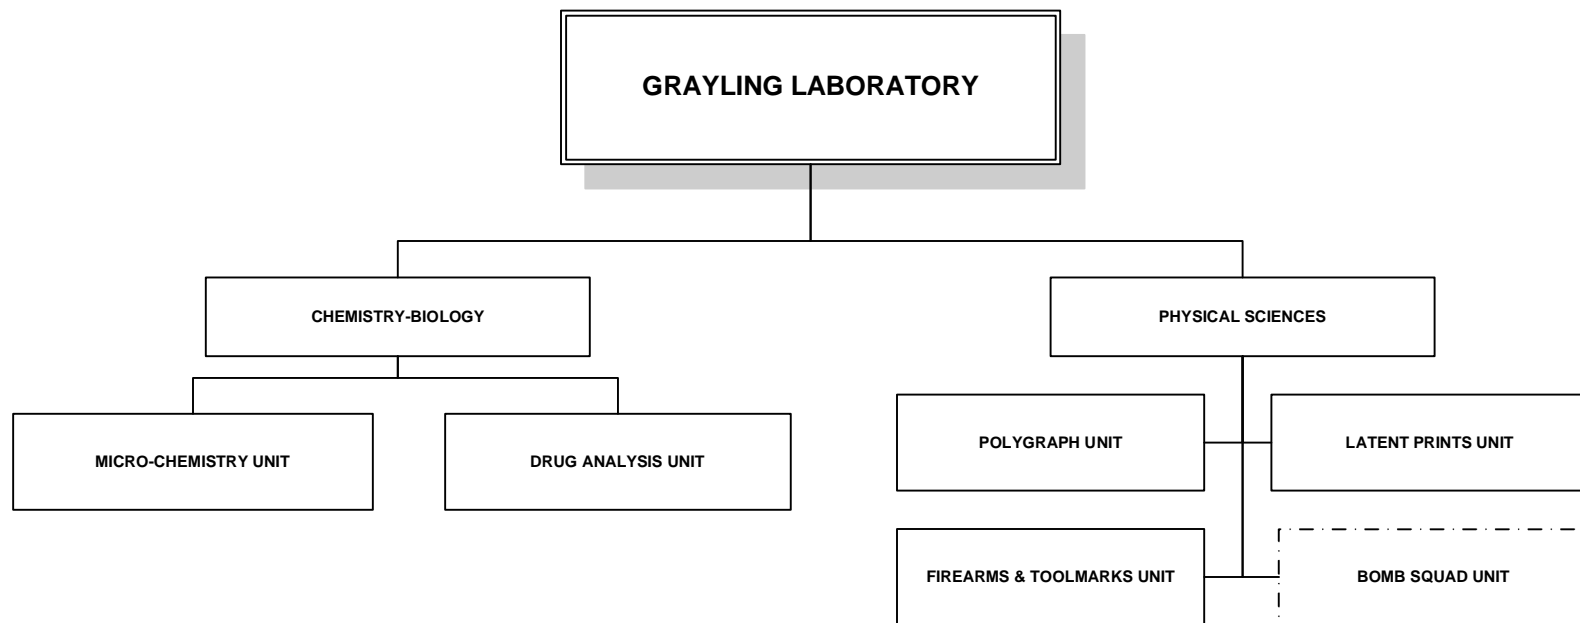 GRAYLING LABORATORY
CHEMISTRY-BIOLOGY
PHYSICAL SCIENCES
MICRO-CHEMISTRY UNIT
DRUG ANALYSIS UNIT
POLYGRAPH UNIT
LATENT PRINTS UNIT
FIREARMS & TOOLMARKS UNIT
BOMB SQUAD UNIT